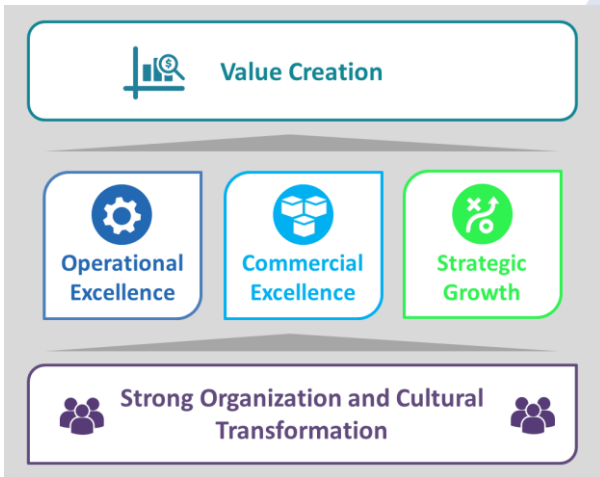 Value Creation
Operational
Excellence
Commercial
Excellence
Strategic
Growth
Strong Organization and Cultural
Transformation